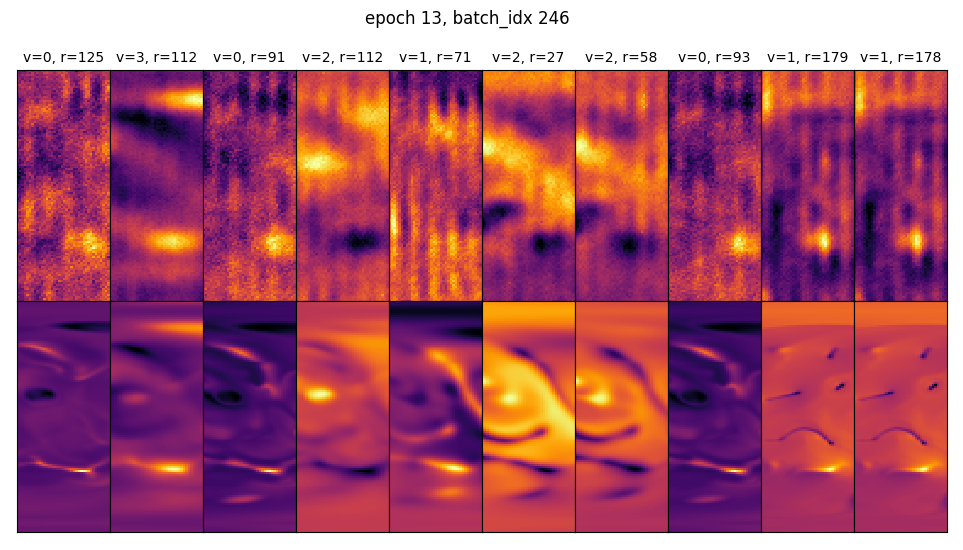 epoch 13, batch_idx 246
v=0, r=125 v=3, r=112 v=0, r=91 v=2, r=112 v=1, r=71 v=2, r=27 v=2, r=58 v=0, r=93 v=1, r=179 v=1, r=178